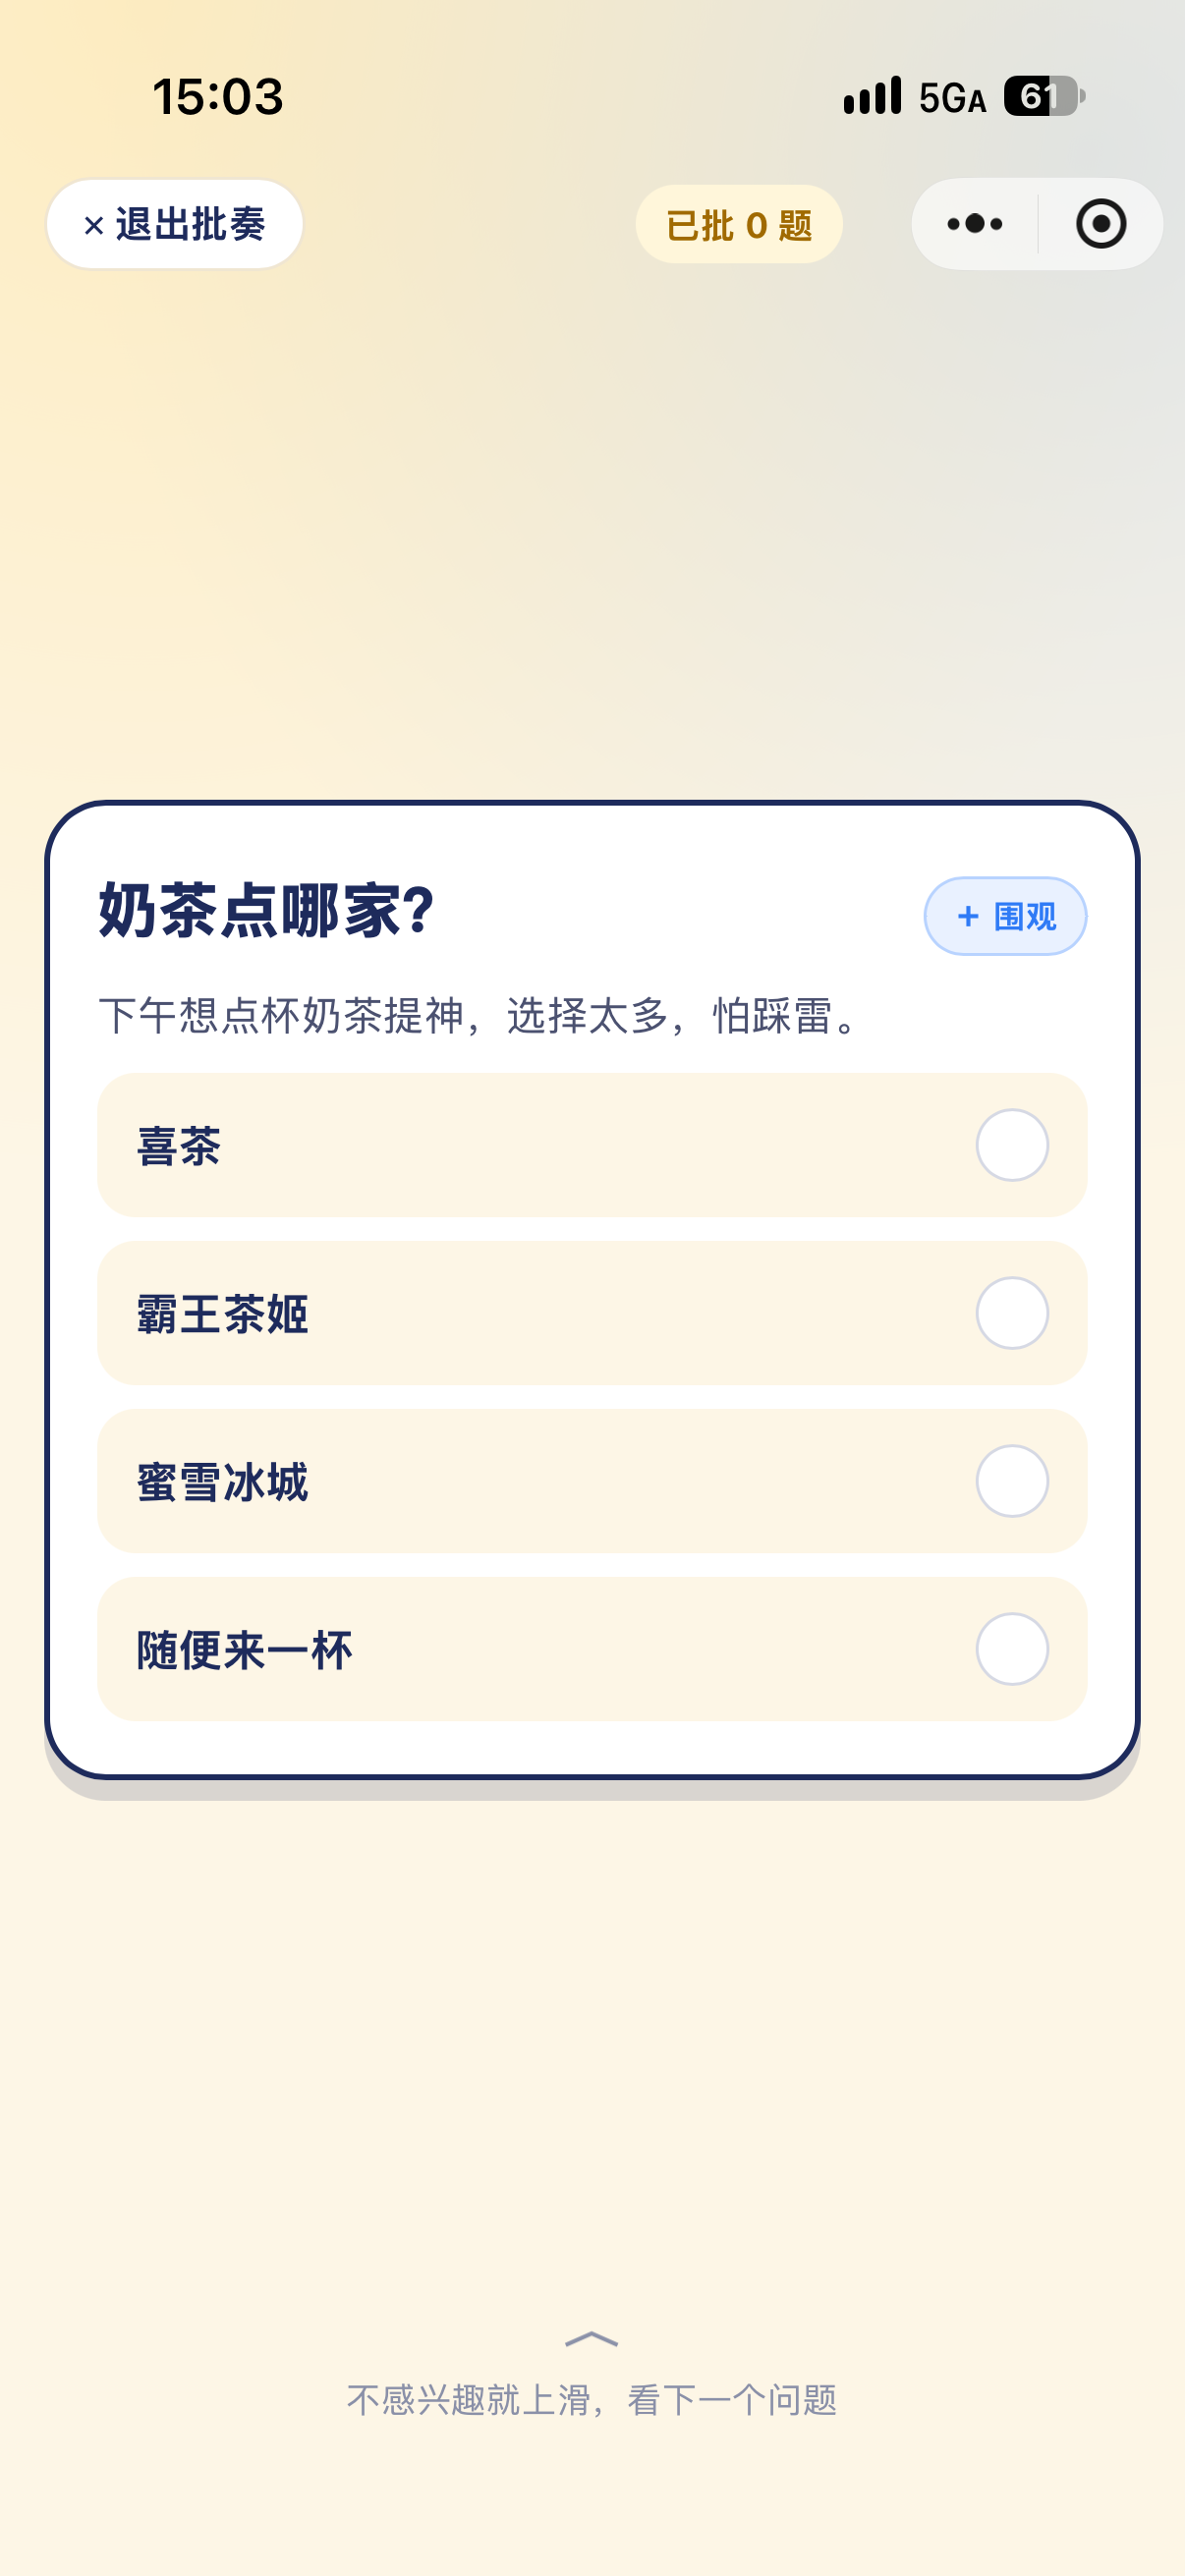 15:03 5GA 61
× 退出批奏 已批 0 题
奶茶点哪家?
+ 围观
下午想点杯奶茶提神，选择太多，怕踩雷。
喜茶
霸王茶姬
蜜雪冰城
随便来一杯
不感兴趣就上滑，看下一个问题